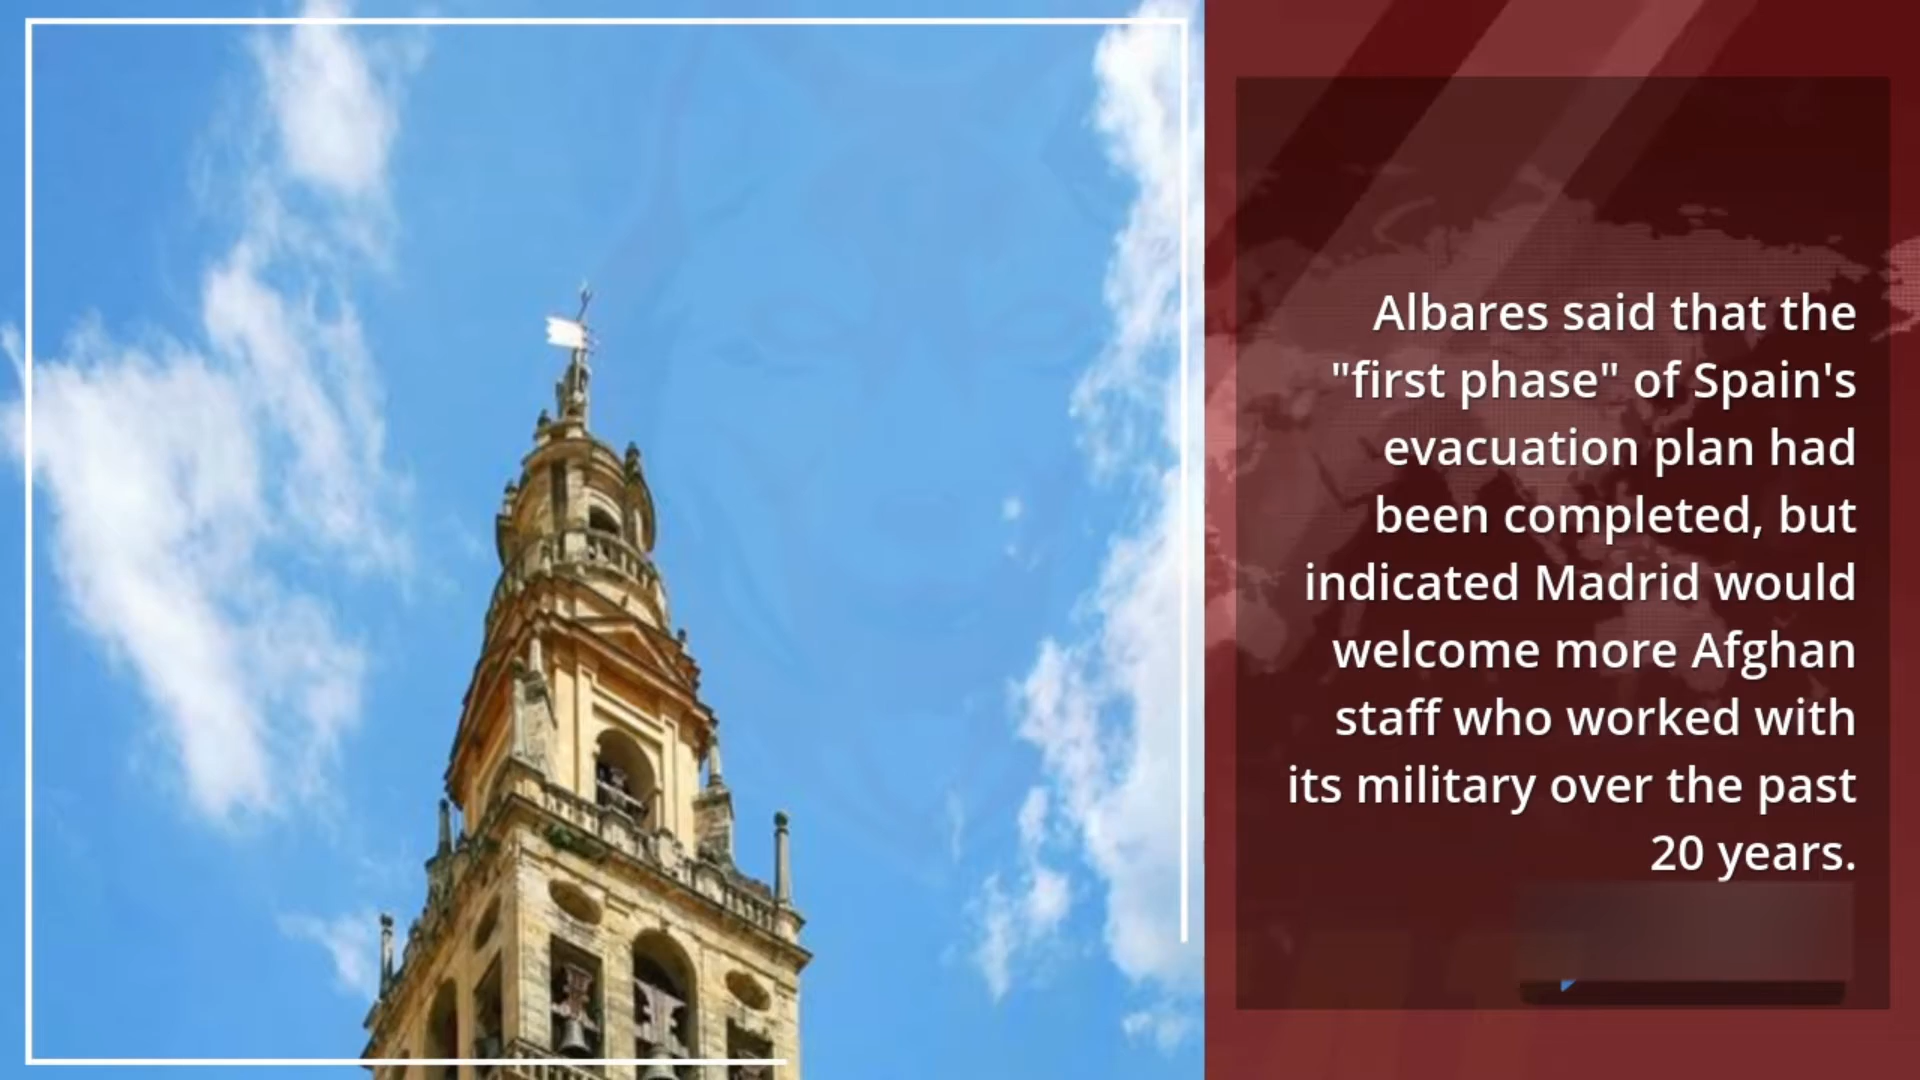 Albares said that the
"first phase" of Spain's
evacuation plan had
been completed, but
indicated Madrid would
welcome more Afghan
staff who worked with
its military over the past
20 years.